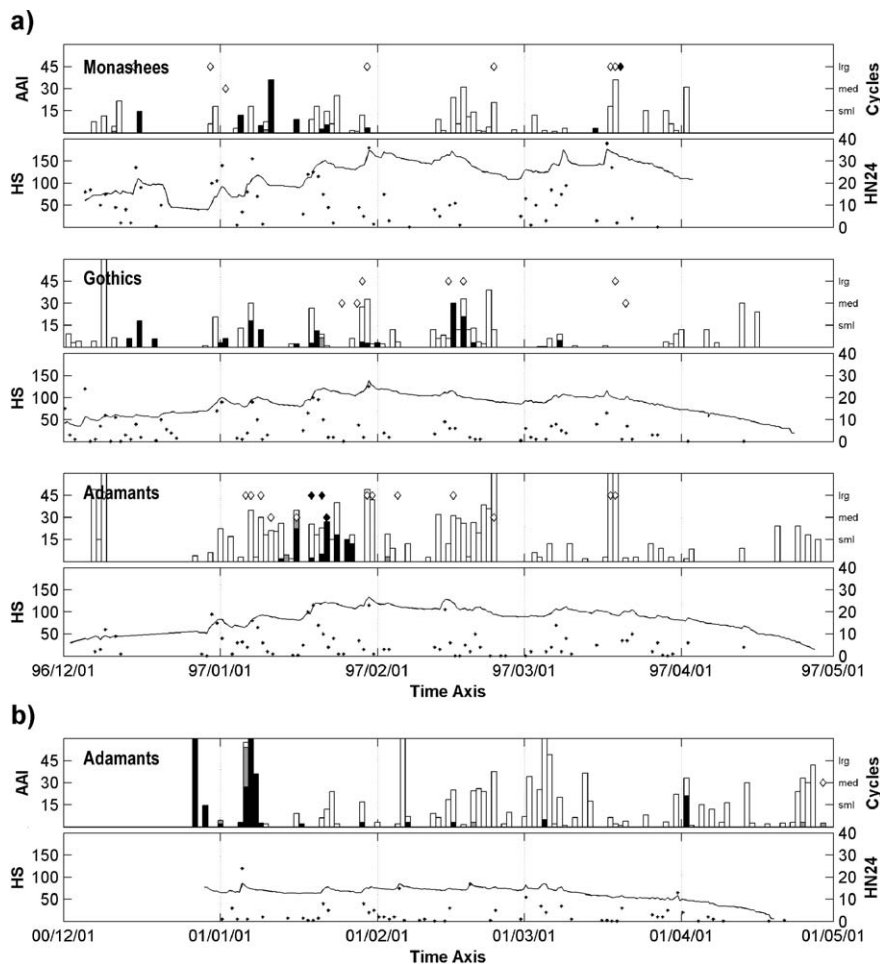 a)
Monashees
AAI
45
30
15
lrg
med
sml
Cycles
HS
150
100
50
40
30
20
10
0
HN24
Gothics
45
30
15
lrg
med
sml
HS
150
100
50
40
30
20
10
0
Adamants
45
30
15
lrg
med
sml
HS
150
100
50
40
30
20
10
0
96/12/01 97/01/01 97/02/01 97/03/01 97/04/01 97/05/01
Time Axis
b)
Adamants
AAI
45
30
15
lrg
med
sml
Cycles
HS
150
100
50
40
30
20
10
0
HN24
00/12/01 01/01/01 01/02/01 01/03/01 01/04/01 01/05/01
Time Axis